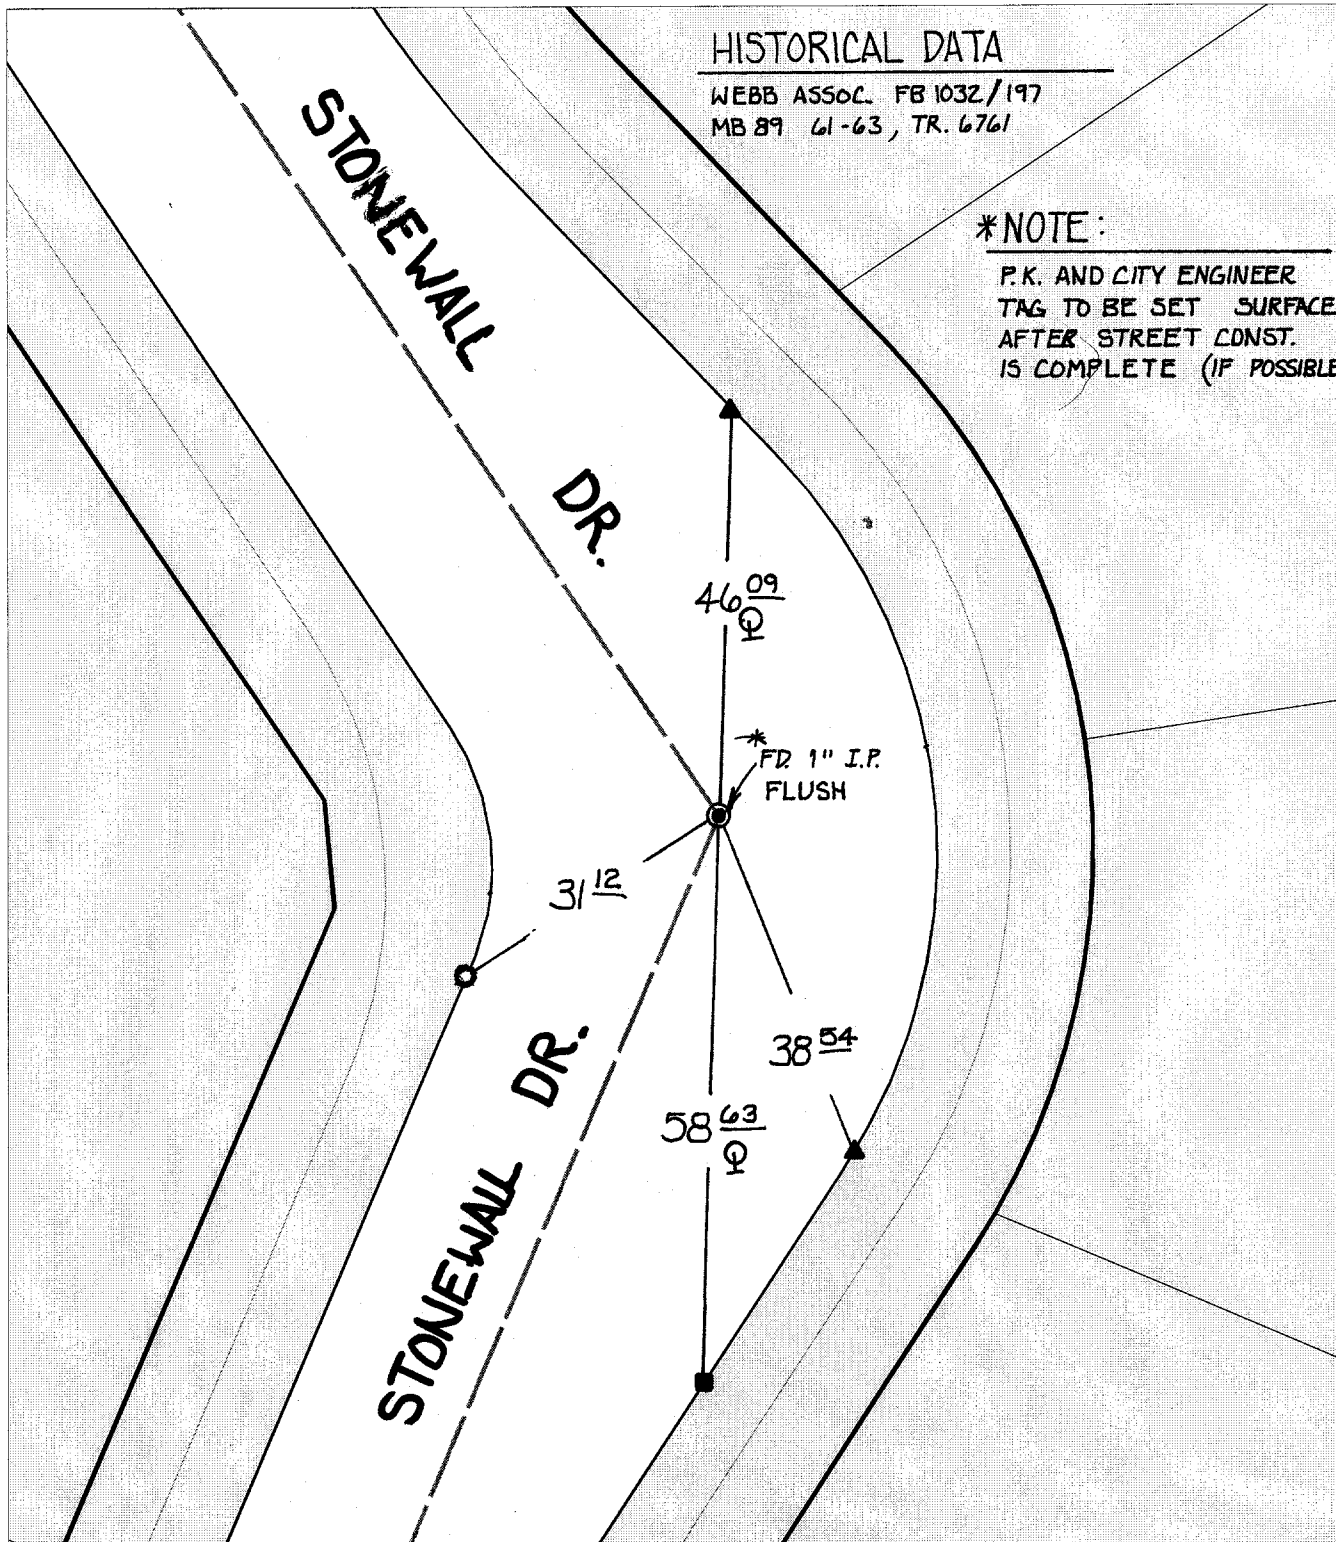 HISTORICAL DATA
WEBB ASSOC. FB 1032/197
MB 89 61-63, TR. 6761
*NOTE:
P.K. AND CITY ENGINEER
TAG TO BE SET SURFACE
AFTER STREET CONST.
IS COMPLETE (IF POSSIBLE
STONEWALL DR.
46 09
*
FD. 1" I.P.
FLUSH
31 12
38 54
58 63
STONEWALL DR.